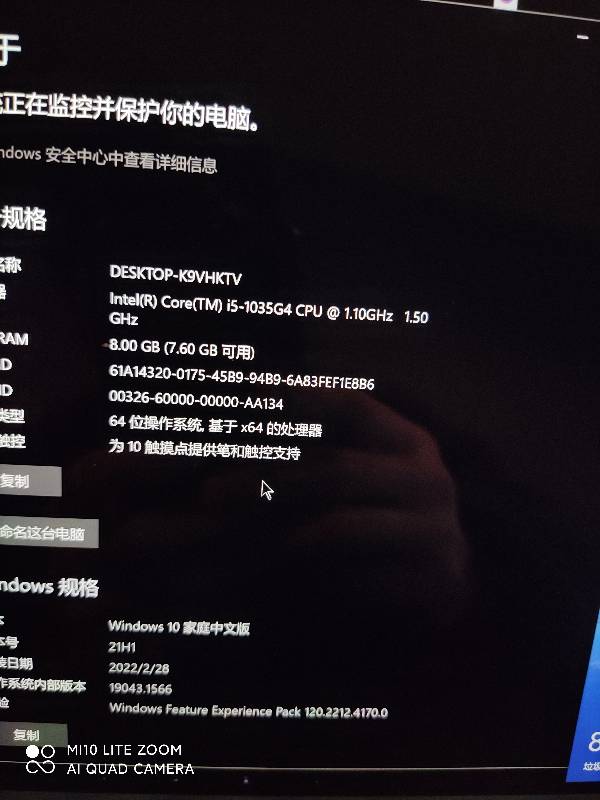 于
正在监控并保护你的电脑。
ndows 安全中心中查看详细信息
规格
名称 DESKTOP-K9VHKTV
器 Intel(R) Core(TM) i5-1035G4 CPU @ 1.10GHz 1.50
GHz
RAM 8.00 GB (7.60 GB 可用)
ID 61A14320-0175-45B9-94B9-6A83FEF1E8B6
ID 00326-60000-00000-AA134
类型 64 位操作系统, 基于 x64 的处理器
触控 为 10 触摸点提供笔和触控支持
复制
命名这台电脑
ndows 规格
本 Windows 10 家庭中文版
本号 21H1
装日期 2022/2/28
作系统内部版本 19043.1566
验 Windows Feature Experience Pack 120.2212.4170.0
复制
8
垃圾
MI10 LITE ZOOM
AI QUAD CAMERA